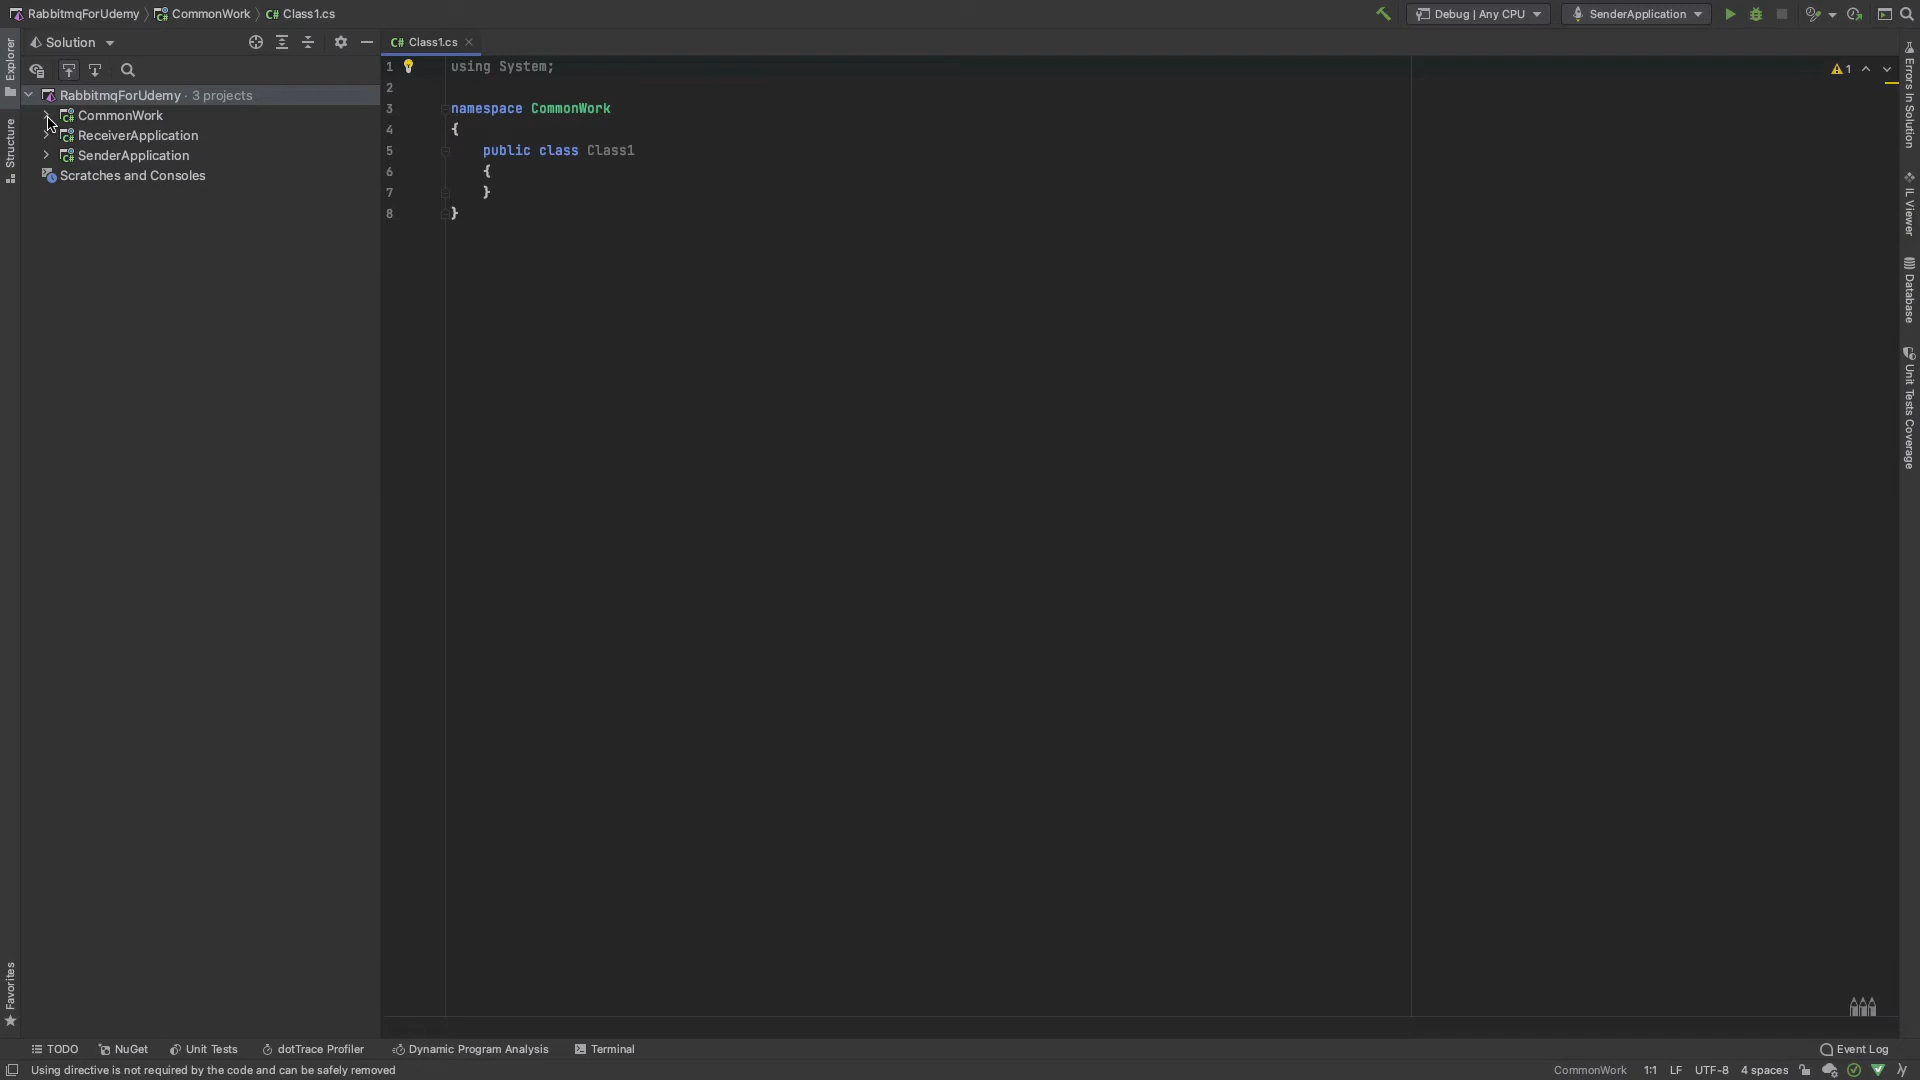 RabbitmqForUdemy CommonWork C# Class1.cs
Debug | Any CPU
SenderApplication
Solution
C# Class1.cs
RabbitmqForUdemy · 3 projects
CommonWork
ReceiverApplication
SenderApplication
Scratches and Consoles
1 using System;
2
3 namespace CommonWork
4 {
5 public class Class1
6 {
7 }
8 }
1
Explorer
Structure
Favorites
Errors In Solution
IL Viewer
Database
Unit Tests Coverage
TODO NuGet Unit Tests dotTrace Profiler Dynamic Program Analysis Terminal Event Log
Using directive is not required by the code and can be safely removed CommonWork 1:1 LF UTF-8 4 spaces